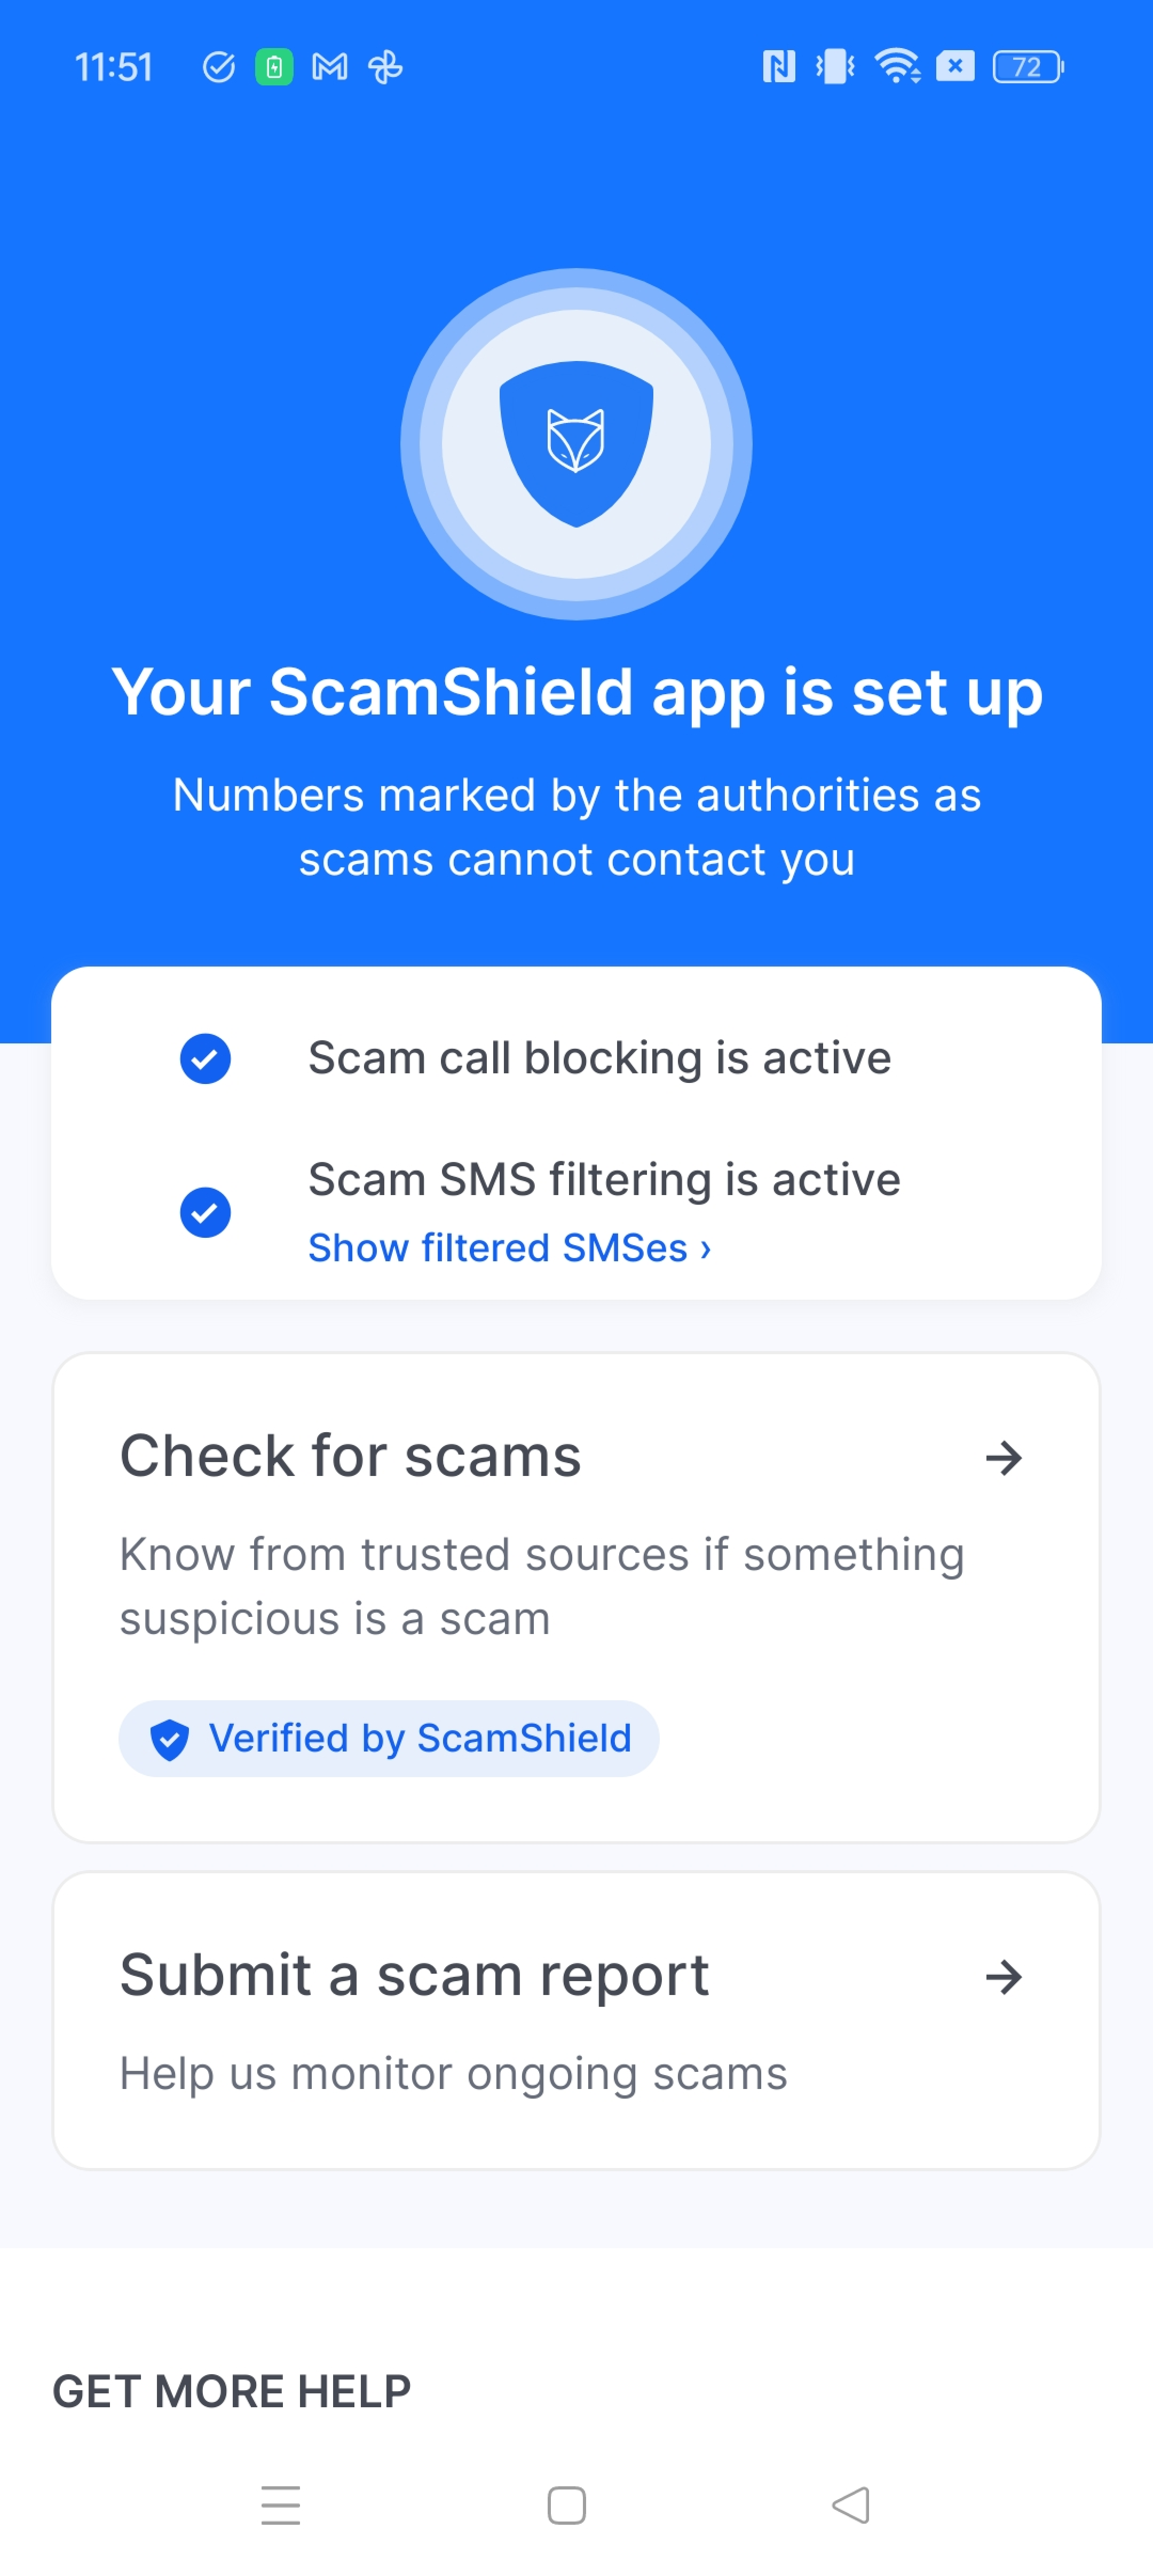 11:51
72
Your ScamShield app is set up
Numbers marked by the authorities as
scams cannot contact you
Scam call blocking is active
Scam SMS filtering is active
Show filtered SMSes ›
Check for scams
Know from trusted sources if something
suspicious is a scam
Verified by ScamShield
Submit a scam report
Help us monitor ongoing scams
GET MORE HELP